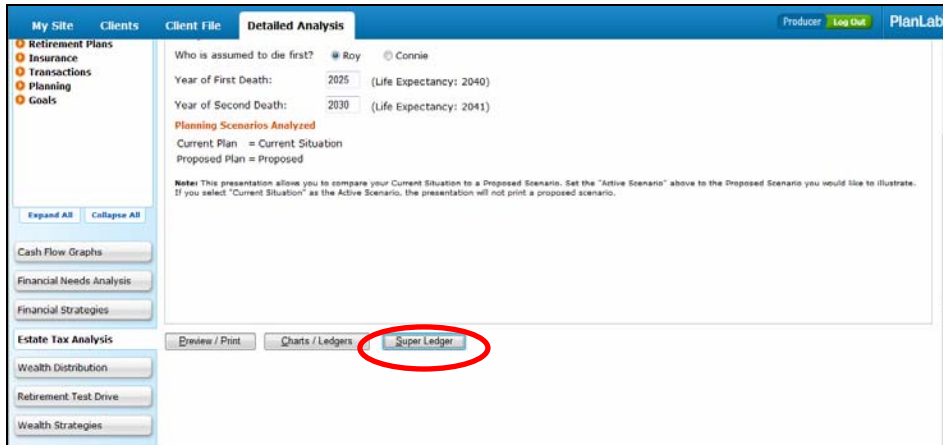 My Site Clients Client File Detailed Analysis Producer Log Out PlanLab
Retirement Plans
Insurance
Transactions
Planning
Goals
Expand All Collapse All
Cash Flow Graphs
Financial Needs Analysis
Financial Strategies
Estate Tax Analysis
Wealth Distribution
Retirement Test Drive
Wealth Strategies
Who is assumed to die first? Roy Connie
Year of First Death: 2025 (Life Expectancy: 2040)
Year of Second Death: 2030 (Life Expectancy: 2041)
Planning Scenarios Analyzed
Current Plan = Current Situation
Proposed Plan = Proposed
Note: This presentation allows you to compare your Current Situation to a Proposed Scenario. Set the "Active Scenario" above to the Proposed Scenario you would like to illustrate.
If you select "Current Situation" as the Active Scenario, the presentation will not print a proposed scenario.
Preview / Print Charts / Ledgers Super Ledger